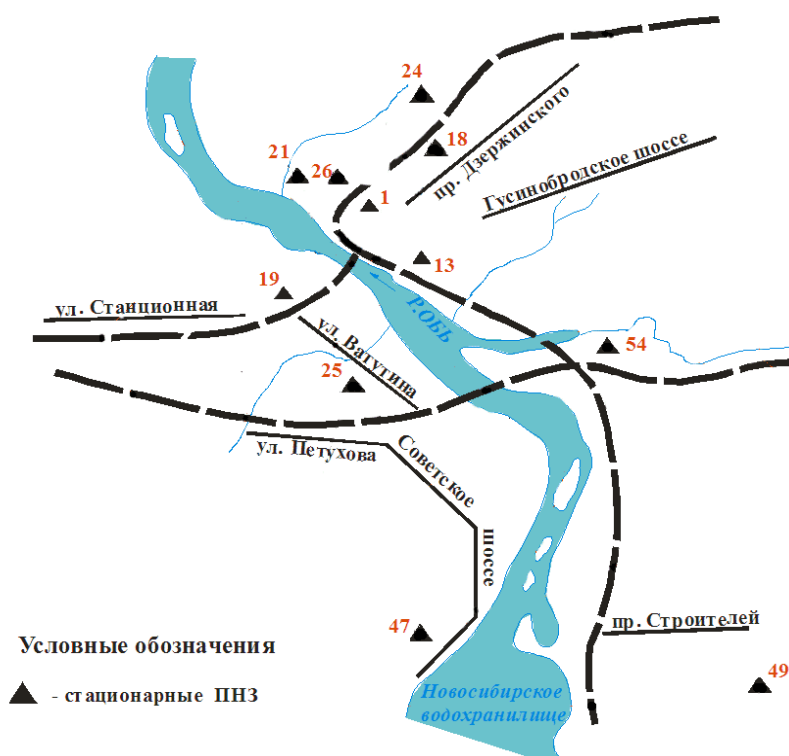 24
18
пр. Дзержинского
21
26
Гусинобродское шоссе
1
13
19
ул. Станционная
Р.ОБЬ
ул. Ватутина
54
25
ул. Петухова
Советское
шоссе
47
пр. Строителей
Условные обозначения
49
- стационарные ПНЗ
Новосибирское
водохранилище